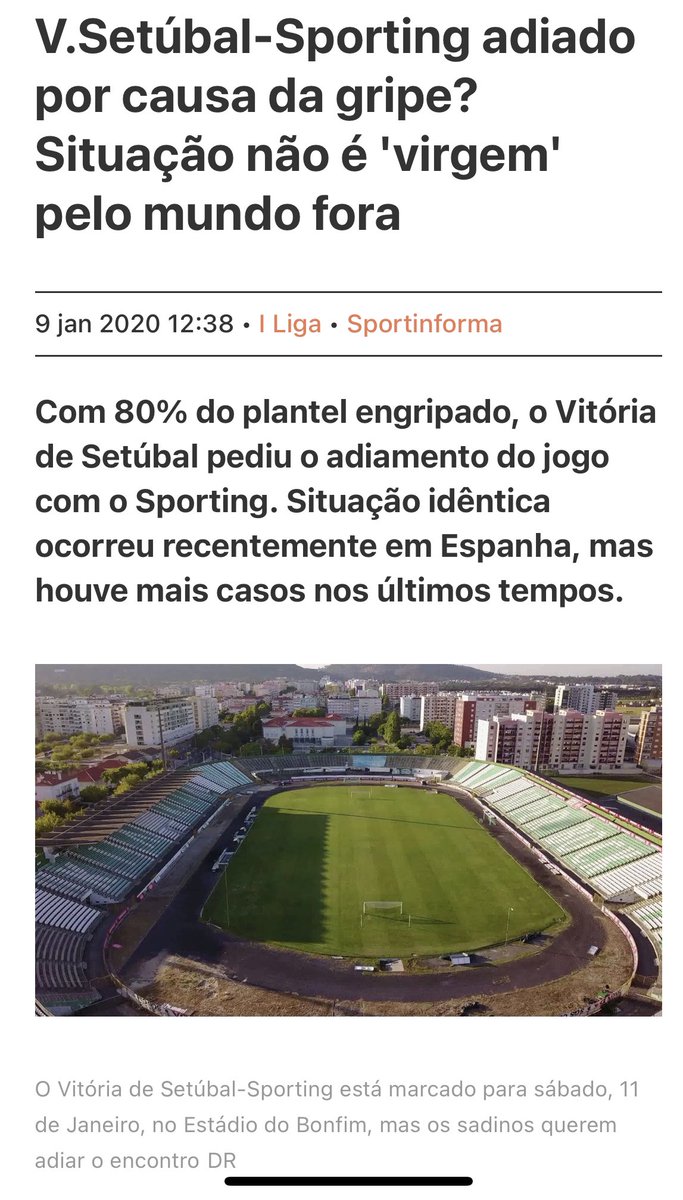 V.Setúbal-Sporting adiado
por causa da gripe?
Situação não é 'virgem'
pelo mundo fora
9 jan 2020 12:38 • I Liga • Sportinforma
Com 80% do plantel engripado, o Vitória
de Setúbal pediu o adiamento do jogo
com o Sporting. Situação idêntica
ocorreu recentemente em Espanha, mas
houve mais casos nos últimos tempos.
O Vitória de Setúbal-Sporting está marcado para sábado, 11
de Janeiro, no Estádio do Bonfim, mas os sadinos querem
adiar o encontro DR